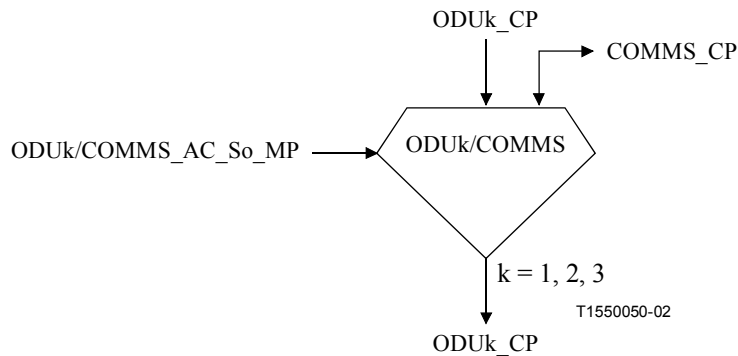 ODUk_CP
COMMS_CP
ODUk/COMMS_AC_So_MP
ODUk/COMMS
k = 1, 2, 3
T1550050-02
ODUk_CP